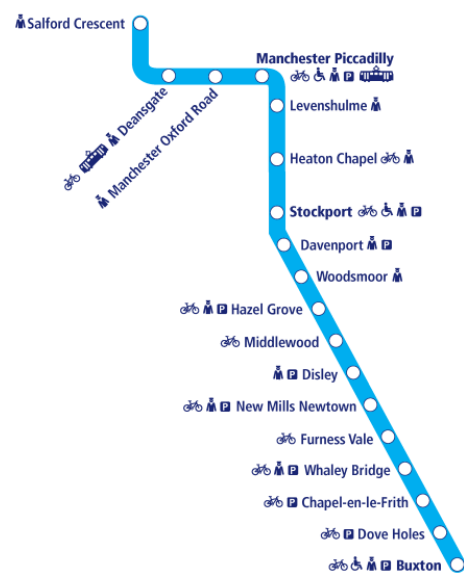 Salford Crescent
Manchester Piccadilly
P
Deansgate
Manchester Oxford Road
Levenshulme
Heaton Chapel
Stockport P
Davenport P
Woodsmoor
P Hazel Grove
Middlewood
P Disley
P New Mills Newtown
Furness Vale
P Whaley Bridge
P Chapel-en-le-Frith
P Dove Holes
P Buxton